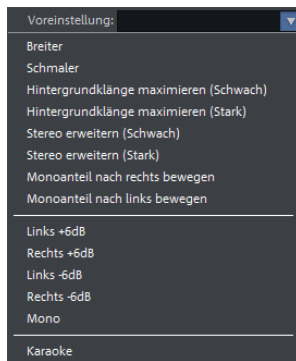 Voreinstellung:
Breiter
Schmaler
Hintergrundklänge maximieren (Schwach)
Hintergrundklänge maximieren (Stark)
Stereo erweitern (Schwach)
Stereo erweitern (Stark)
Monoanteil nach rechts bewegen
Monoanteil nach links bewegen
Links +6dB
Rechts +6dB
Links -6dB
Rechts -6dB
Mono
Karaoke